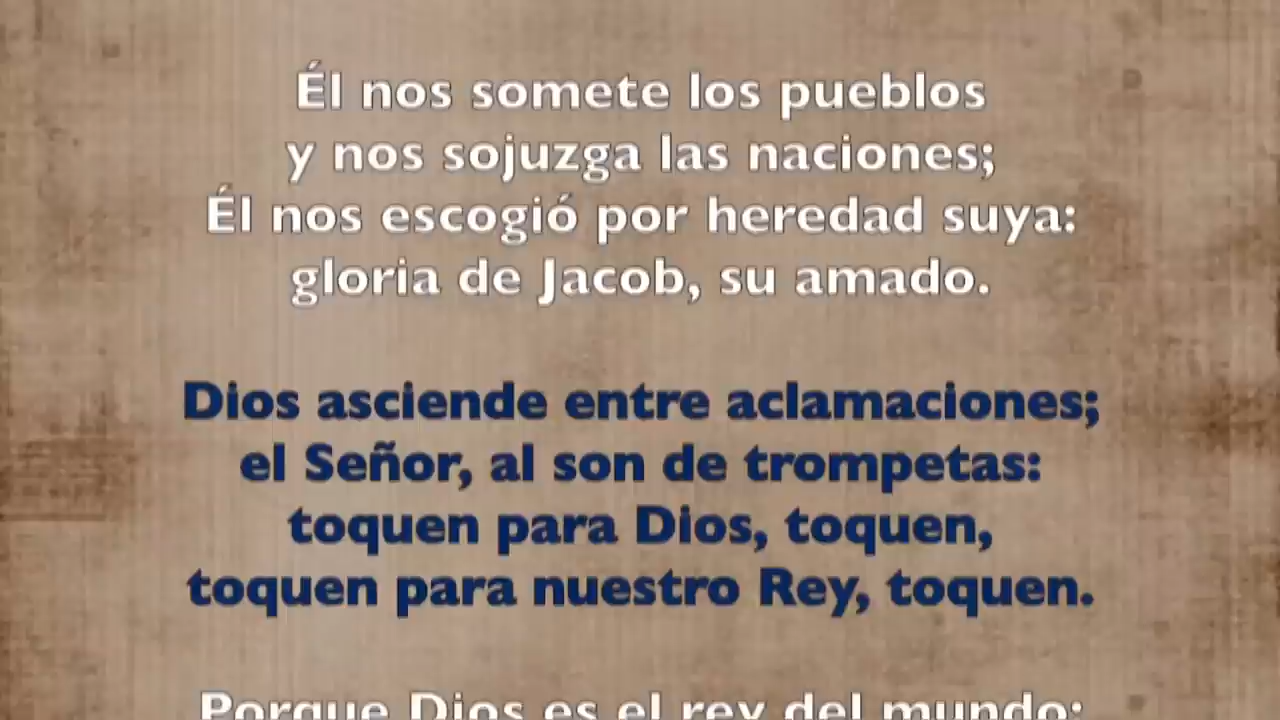 Él nos somete los pueblos
y nos sojuzga las naciones;
Él nos escogió por heredad suya:
gloria de Jacob, su amado.
Dios asciende entre aclamaciones;
el Señor, al son de trompetas:
toquen para Dios, toquen,
toquen para nuestro Rey, toquen.
Porque Dios es el rey del mundo: